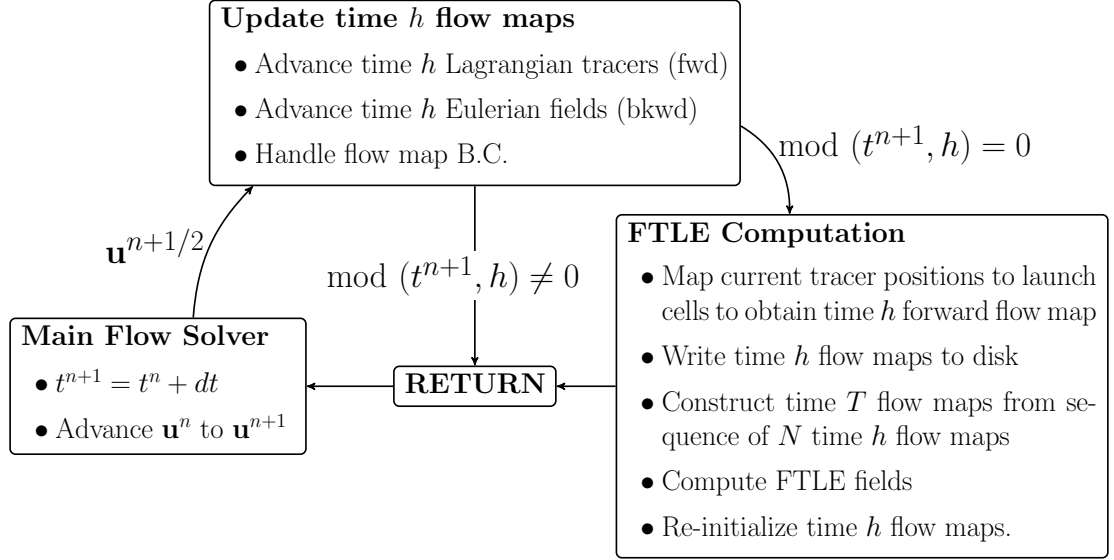 Update time h flow maps
• Advance time h Lagrangian tracers (fwd)
• Advance time h Eulerian fields (bkwd)
• Handle flow map B.C.
mod (t^{n+1}, h) = 0
u^{n+1/2}
mod (t^{n+1}, h) ≠ 0
FTLE Computation
• Map current tracer positions to launch
cells to obtain time h forward flow map
• Write time h flow maps to disk
• Construct time T flow maps from se-
quence of N time h flow maps
• Compute FTLE fields
• Re-initialize time h flow maps.
Main Flow Solver
• t^{n+1} = t^n + dt
• Advance u^n to u^{n+1}
RETURN